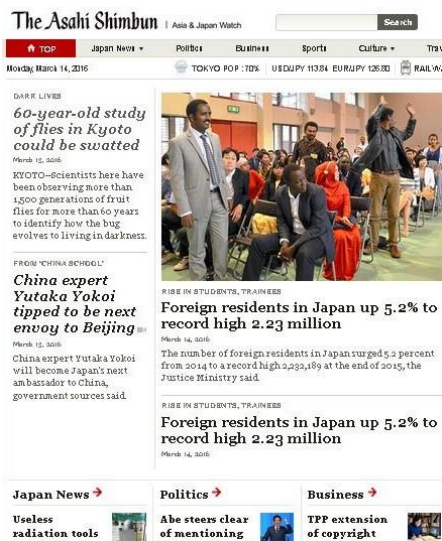 The Asahi Shimbun | Asia & Japan Watch
Search
TOP
Japan News
Politics
Business
Sports
Culture
Trav
Monday, March 14, 2016
TOKYO POP : 70%
USD/JPY 113.84 EUR/JPY 126.80
RAILWA
DARK LIVES
60-year-old study
of flies in Kyoto
could be swatted
March 15, 2016
KYOTO--Scientists here have
been observing more than
1,500 generations of fruit
flies for more than 60 years
to identify how the bug
evolves to living in darkness.
FROM 'CHINA SCHOOL'
China expert
Yutaka Yokoi
tipped to be next
envoy to Beijing
March 15, 2016
China expert Yutaka Yokoi
will become Japan's next
ambassador to China,
government sources said.
RISE IN STUDENTS, TRAINEES
Foreign residents in Japan up 5.2% to
record high 2.23 million
March 14, 2016
The number of foreign residents in Japan surged 5.2 percent
from 2014 to a record high 2,232,189 at the end of 2015, the
Justice Ministry said.
RISE IN STUDENTS, TRAINEES
Foreign residents in Japan up 5.2% to
record high 2.23 million
March 14, 2016
Japan News
Politics
Business
Useless
radiation tools
Abe steers clear
of mentioning
TPP extension
of copyright